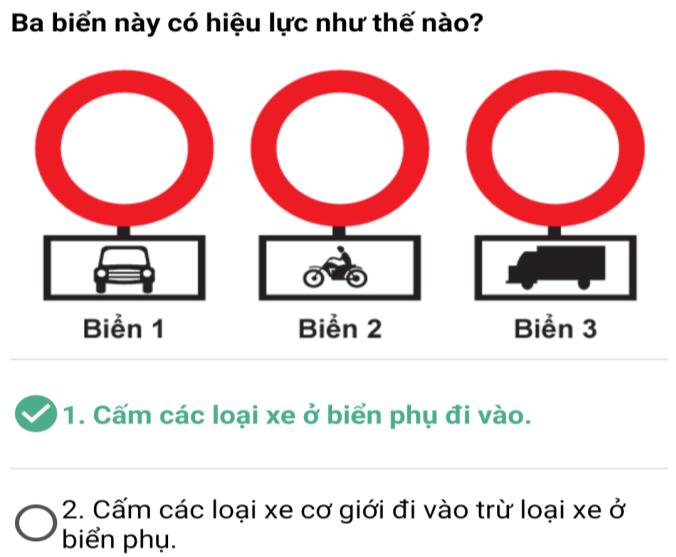 Ba biển này có hiệu lực như thế nào?
Biển 1 Biển 2 Biển 3
1. Cấm các loại xe ở biển phụ đi vào.
2. Cấm các loại xe cơ giới đi vào trừ loại xe ở
biển phụ.